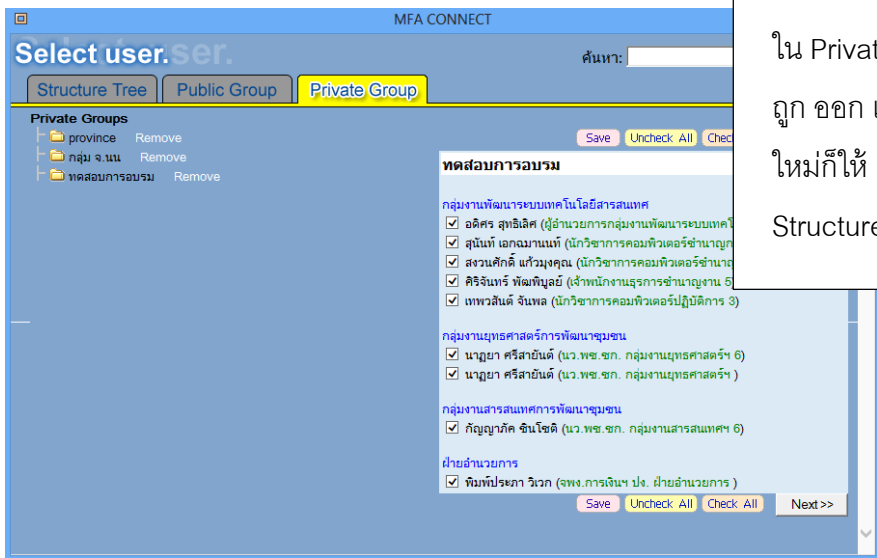 MFA CONNECT
Select user.
ค้นหา:
Structure Tree Public Group Private Group
Private Groups
province Remove
กลุ่ม จ.นน Remove
ทดสอบการอบรม Remove
Save Uncheck All Chec
ทดสอบการอบรม
กลุ่มงานพัฒนาระบบเทคโนโลยีสารสนเทศ
อดิศร สุทธิเลิศ (ผู้อำนวยการกลุ่มงานพัฒนาระบบเทคโ
สุนันท์ เอกฉมานนท์ (นักวิชาการคอมพิวเตอร์ชำนาญก
สงวนศักดิ์ แก้วมุงคุณ (นักวิชาการคอมพิวเตอร์ชำนาญ
ศิริจันทร์ พัฒพิบูลย์ (เจ้าพนักงานธุรการชำนาญงาน 5
เทพวสันต์ จันพล (นักวิชาการคอมพิวเตอร์ปฏิบัติการ 3)
กลุ่มงานยุทธศาสตร์การพัฒนาชุมชน
นาฏยา ศรีสายันต์ (นว.พช.ชก. กลุ่มงานยุทธศาสตร์ฯ 6)
นาฏยา ศรีสายันต์ (นว.พช.ชก. กลุ่มงานยุทธศาสตร์ฯ )
กลุ่มงานสารสนเทศการพัฒนาชุมชน
กัญญาภัค ชินโชติ (นว.พช.ชก. กลุ่มงานสารสนเทศฯ 6)
ฝ่ายอำนวยการ
พิมพ์ประภา วิเวก (จพง.การเงินฯ ปง. ฝ่ายอำนวยการ )
Save Uncheck All Check All Next>>
ใน Privat
ถูก ออก แ
ใหม่ก็ให้
Structure